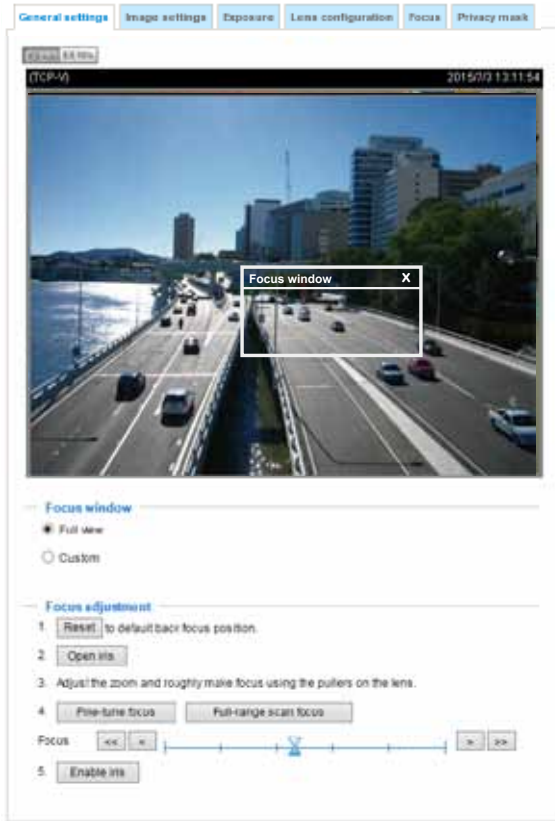 General settings Image settings Exposure Lens configuration Focus Privacy mask
(TCP-V) 2015/7/3 13:11:54
Focus window X
Focus window
Full view
Custom
Focus adjustment
1. Reset to default back focus position.
2. Open iris
3. Adjust the zoom and roughly make focus using the pullers on the lens.
4. Fine-tune focus Full-range scan focus
Focus << < > >>
5. Enable iris